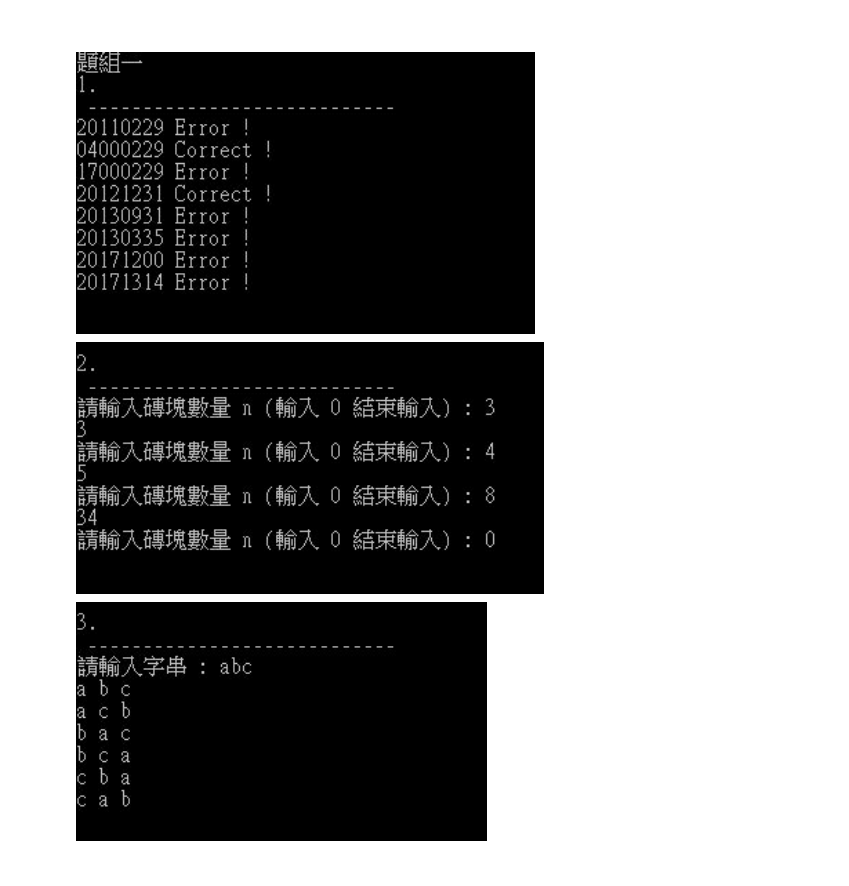 題組一
1.
----------------------------
20110229 Error !
04000229 Correct !
17000229 Error !
20121231 Correct !
20130931 Error !
20130335 Error !
20171200 Error !
20171314 Error !
2.
----------------------------
請輸入磚塊數量 n (輸入 0 結束輸入) : 3
3
請輸入磚塊數量 n (輸入 0 結束輸入) : 4
5
請輸入磚塊數量 n (輸入 0 結束輸入) : 8
34
請輸入磚塊數量 n (輸入 0 結束輸入) : 0
3.
----------------------------
請輸入字串 : abc
a b c
a c b
b a c
b c a
c b a
c a b